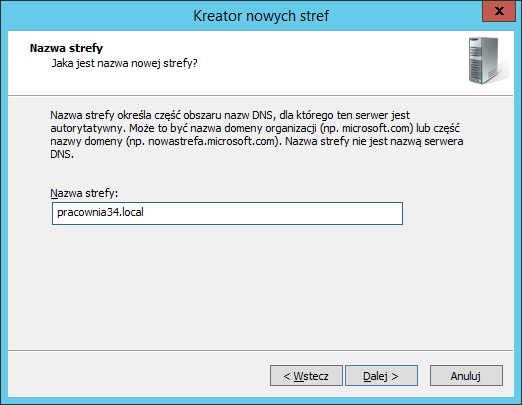 Kreator nowych stref
x
Nazwa strefy
Jaka jest nazwa nowej strefy?
Nazwa strefy określa część obszaru nazw DNS, dla którego ten serwer jest
autorytatywny. Może to być nazwa domeny organizacji (np. microsoft.com) lub część
nazwy domeny (np. nowastrefa.microsoft.com). Nazwa strefy nie jest nazwą serwera
DNS.
Nazwa strefy:
pracownia34.local
< Wstecz
Dalej >
Anuluj